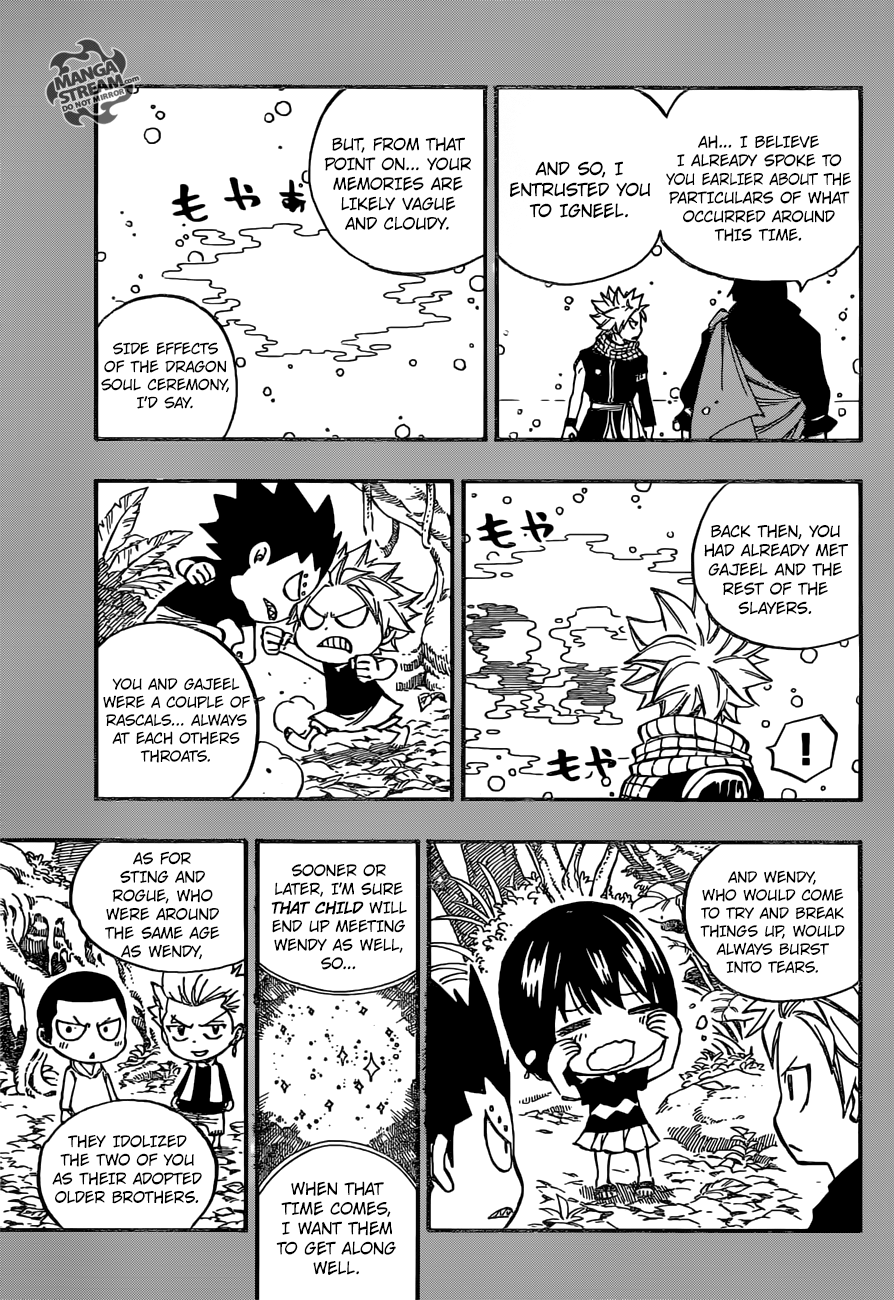 MANGA
STREAM.com
DO NOT MIRROR!
AH... I BELIEVE
I ALREADY SPOKE TO
YOU EARLIER ABOUT THE
PARTICULARS OF WHAT
OCCURRED AROUND
THIS TIME.
AND SO, I
ENTRUSTED YOU
TO IGNEEL.
BUT, FROM THAT
POINT ON... YOUR
MEMORIES ARE
LIKELY VAGUE
AND CLOUDY.
もやぁ
SIDE EFFECTS
OF THE DRAGON
SOUL CEREMONY,
I'D SAY.
BACK THEN, YOU
HAD ALREADY MET
GAJEEL AND THE
REST OF THE
SLAYERS.
もや
!
もや
YOU AND GAJEEL
WERE A COUPLE OF
RASCALS... ALWAYS
AT EACH OTHERS
THROATS.
AND WENDY,
WHO WOULD COME
TO TRY AND BREAK
THINGS UP, WOULD
ALWAYS BURST
INTO TEARS.
SOONER OR
LATER, I'M SURE
THAT CHILD WILL
END UP MEETING
WENDY AS WELL,
SO...
WHEN THAT
TIME COMES,
I WANT THEM
TO GET ALONG
WELL.
AS FOR
STING AND
ROGUE, WHO
WERE AROUND
THE SAME AGE
AS WENDY,
THEY IDOLIZED
THE TWO OF YOU
AS THEIR ADOPTED
OLDER BROTHERS.